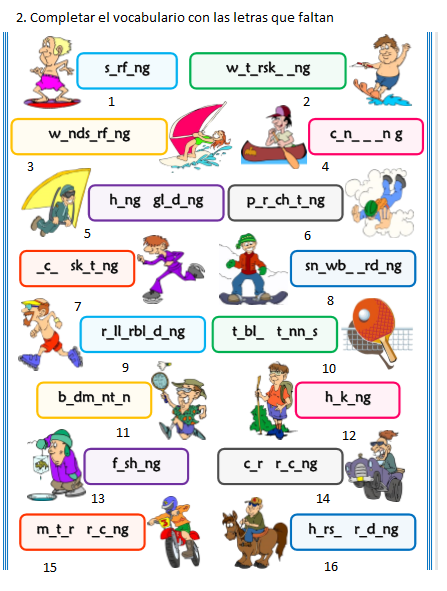 2. Completar el vocabulario con las letras que faltan
s_rf_ng
w_t_rsk_ _ng
1
2
w_nds_rf_ng
c_n_ _ _n g
3
4
h_ng gl_d_ng
p_r_ch_t_ng
5
6
_c_ sk_t_ng
sn_wb_ _rd_ng
7
8
r_ll_rbl_d_ng
t_bl_ t_nn_s
9
10
b_dm_nt_n
h_k_ng
11
12
f_sh_ng
c_r r_c_ng
13
14
m_t_r r_c_ng
h_rs_ r_d_ng
15
16